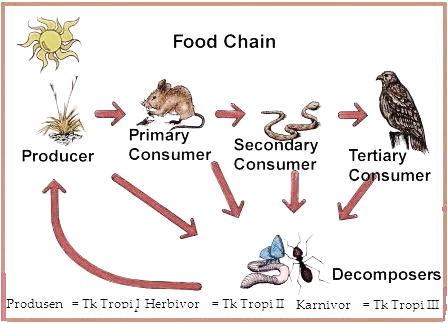 Food Chain
Producer
Primary
Consumer
Secondary
Consumer
Tertiary
Consumer
Decomposers
Produsen = Tk Tropi I Herbivor = Tk Tropi II Karnivor = Tk Tropi III